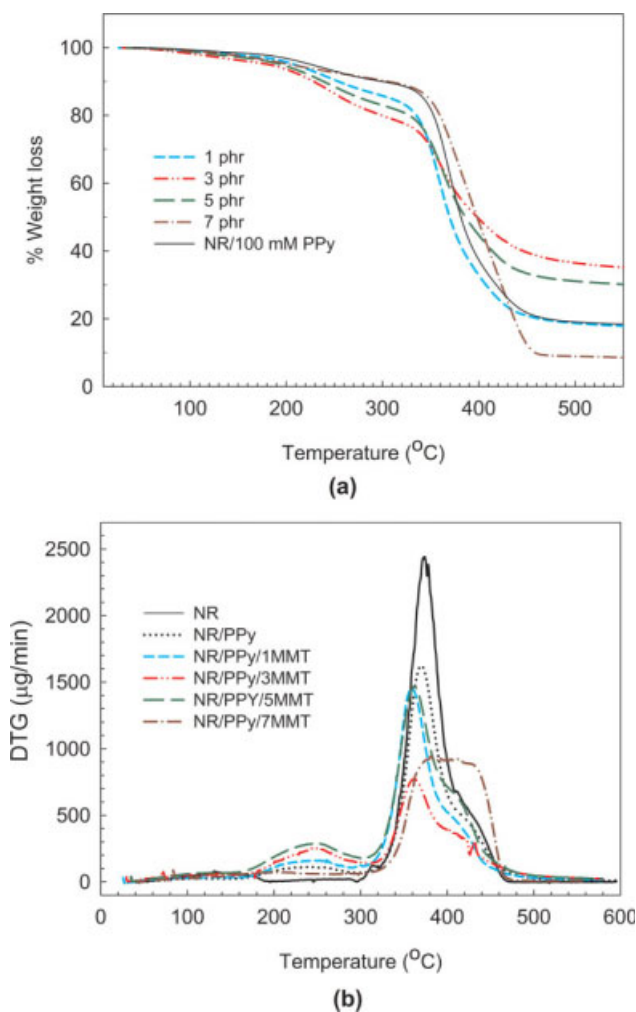 100
80
60
40
20
0
% Weight loss
1 phr
3 phr
5 phr
7 phr
NR/100 mM PPy
100 200 300 400 500
Temperature (°C)
(a)
2500
2000
1500
1000
500
0
DTG (µg/min)
NR
NR/PPy
NR/PPy/1MMT
NR/PPy/3MMT
NR/PPY/5MMT
NR/PPy/7MMT
0 100 200 300 400 500 600
Temperature (°C)
(b)